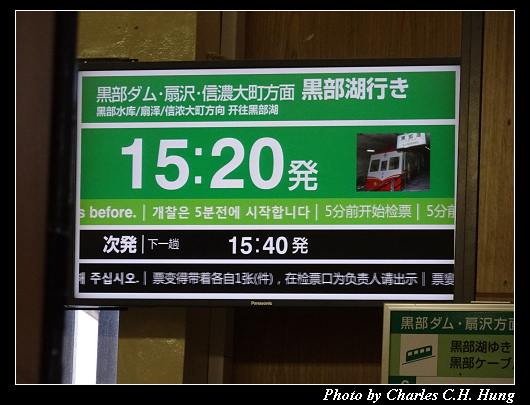 黒部ダム・扇沢・信濃大町方面 黒部湖行き
黑部水库/扇泽/信浓大町方向 开往黑部湖
15:20発
s before. | 개찰은 5분전에 시작합니다 | 5分前开始检票 | 5分
次発 下一趟 15:40発
주십시오. | 票变得带着各自1张(件)，在检票口为负责人请出示 ‖ 票
Panasonic
黒部ダム・扇沢方
黒部湖ゆき
黒部ケーブ
Photo by Charles C.H. Hung